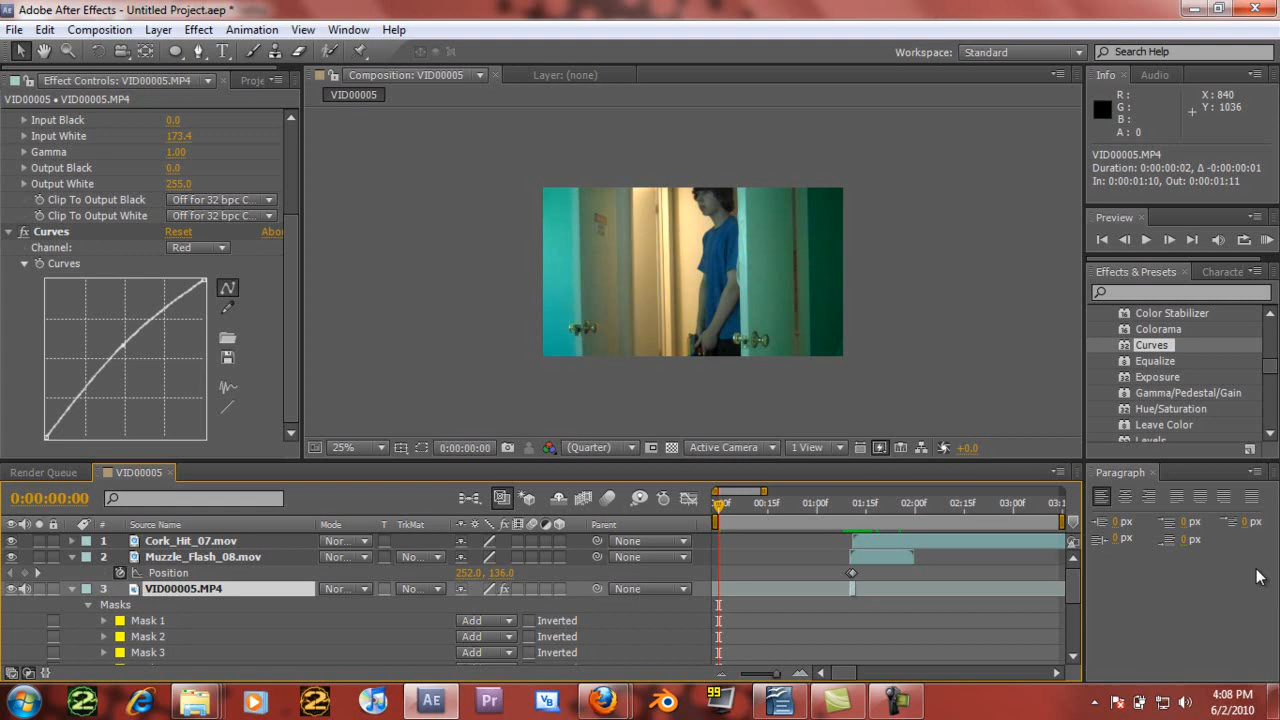 Adobe After Effects - Untitled Project.aep *
File Edit Composition Layer Effect Animation View Window Help
Workspace: Standard Search Help
Effect Controls: VID00005.MP4 Proje
VID00005 • VID00005.MP4
Input Black 0.0
Input White 173.4
Gamma 1.00
Output Black 0.0
Output White 255.0
Clip To Output Black Off for 32 bpc C...
Clip To Output White Off for 32 bpc C...
fx Curves Reset Abou
Channel: Red
Curves
Composition: VID00005 Layer: (none)
VID00005
25% 0:00:00:00 (Quarter) Active Camera 1 View +0.0
Info Audio
R : X : 840
G : Y : 1036
B :
A : 0
VID00005.MP4
Duration: 0:00:00:02, Δ -0:00:00:01
In: 0:00:01:10, Out: 0:00:01:11
Preview
Effects & Presets Characte
Color Stabilizer
Colorama
Curves
Equalize
Exposure
Gamma/Pedestal/Gain
Hue/Saturation
Leave Color
Levels
Render Queue VID00005
0:00:00:00
:00f 00:15f 01:00f 01:15f 02:00f 02:15f 03:00f 03:1
# Source Name Mode T TrkMat Parent
1 Cork_Hit_07.mov Nor... None
2 Muzzle_Flash_08.mov Nor... No... None
Position 252.0, 136.0
3 VID00005.MP4 Nor... No... fx None
Masks
Mask 1 Add Inverted
Mask 2 Add Inverted
Mask 3 Add Inverted
Paragraph
0 px 0 px 0 px
0 px 0 px
Ae Pr VB 99
4:08 PM
6/2/2010